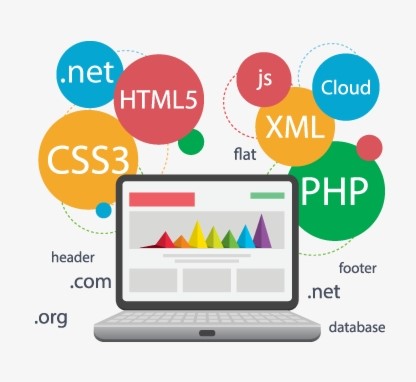 .net
HTML5
js
Cloud
XML
CSS3
flat
PHP
header
.com
footer
.net
.org
database